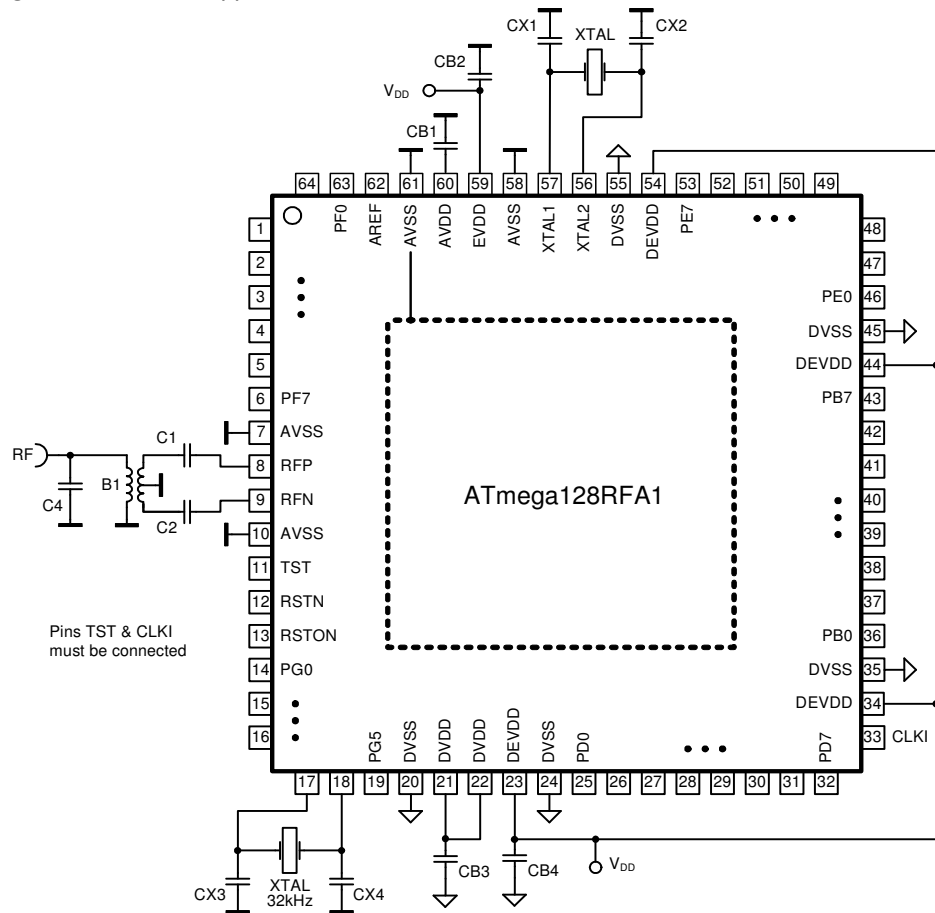 CX1
XTAL
CX2
CB2
V_DD
CB1
64 63 62 61 60 59 58 57 56 55 54 53 52 51 50 49
PF0
AREF
AVSS
AVDD
EVDD
AVSS
XTAL1
XTAL2
DVSS
DEVDD
PE7
1
2
3
4
5
6 PF7
7 AVSS
8 RFP
9 RFN
10 AVSS
11 TST
12 RSTN
13 RSTON
14 PG0
15
16
RF
C1
B1
C4
C2
Pins TST & CLKI
must be connected
ATmega128RFA1
48
47
PE0 46
DVSS 45
DEVDD 44
PB7 43
42
41
40
39
38
37
PB0 36
DVSS 35
DEVDD 34
33 CLKI
PG5
DVSS
DVDD
DVDD
DEVDD
DVSS
PD0
PD7
17 18 19 20 21 22 23 24 25 26 27 28 29 30 31 32
CX3
XTAL
32kHz
CX4
CB3
CB4
V_DD